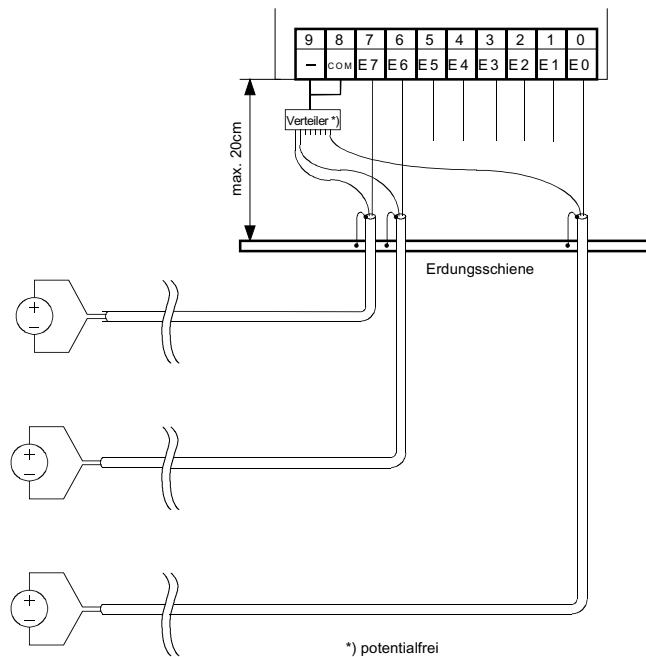 9 8 7 6 5 4 3 2 1 0
– COM E7 E6 E5 E4 E3 E2 E1 E0
Verteiler *)
max. 20cm
Erdungsschiene
+
–
+
–
+
–
*) potentialfrei